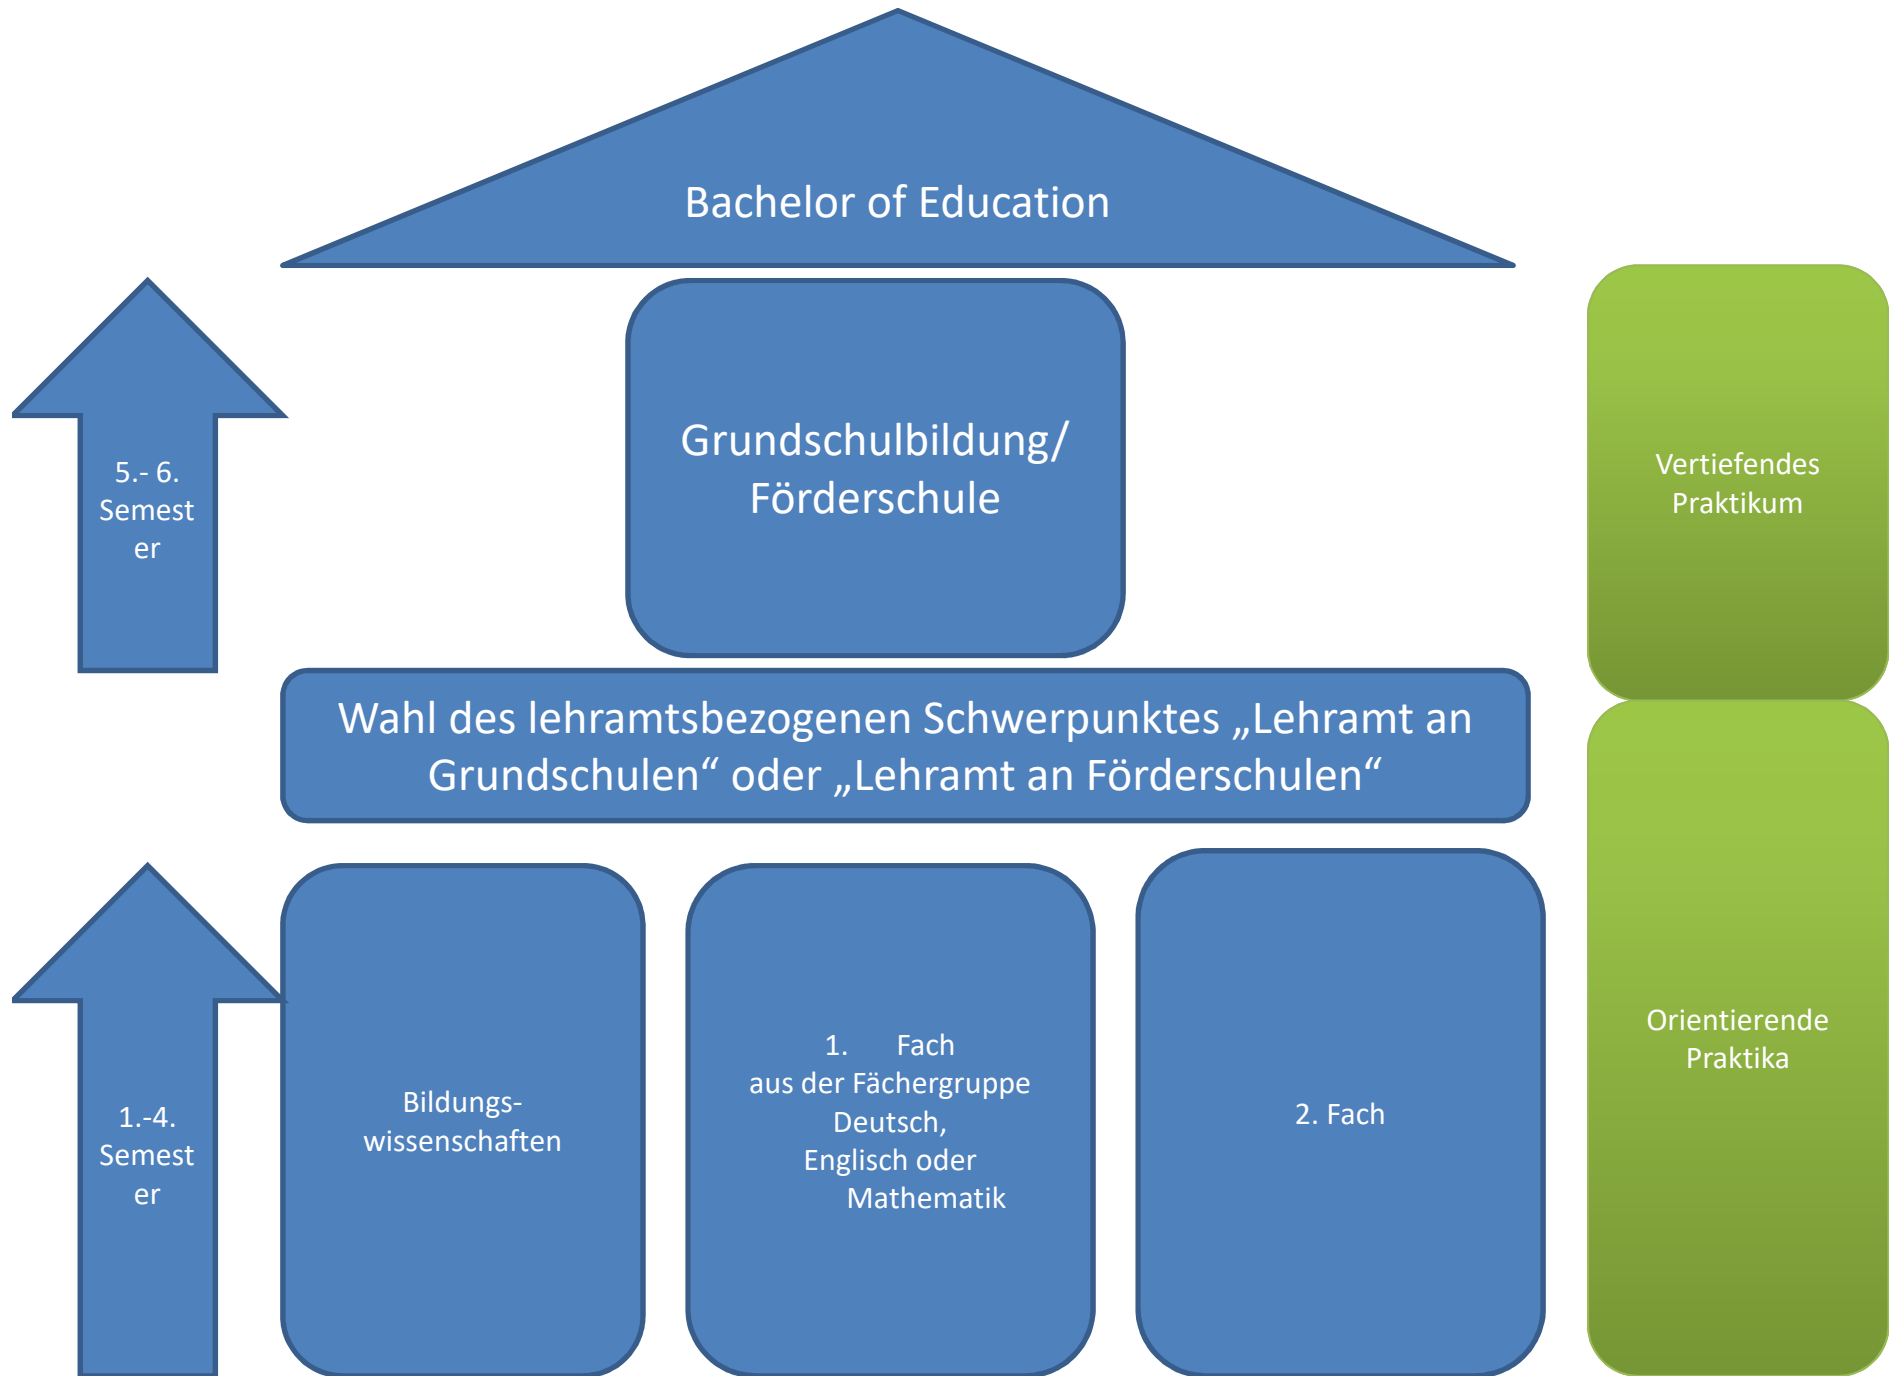 Bachelor of Education
5.- 6.
Semest
er
Grundschulbildung/
Förderschule
Vertiefendes
Praktikum
Wahl des lehramtsbezogenen Schwerpunktes „Lehramt an
Grundschulen“ oder „Lehramt an Förderschulen“
1.-4.
Semest
er
Bildungs-
wissenschaften
1. Fach
aus der Fächergruppe
Deutsch,
Englisch oder
Mathematik
2. Fach
Orientierende
Praktika